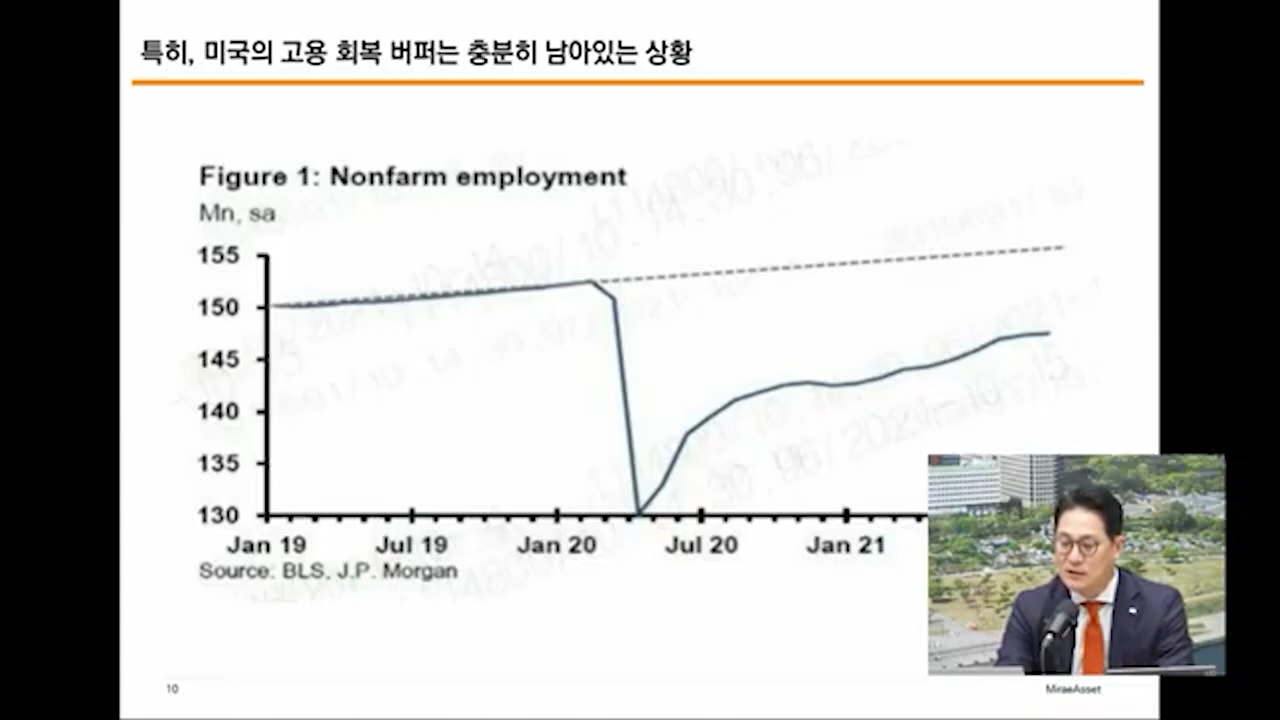 특히, 미국의 고용 회복 버퍼는 충분히 남아있는 상황
Figure 1: Nonfarm employment
Mn, sa
155
150
145
140
135
130
Jan 19 Jul 19 Jan 20 Jul 20 Jan 21
Source: BLS, J.P. Morgan
10
MiraeAsset